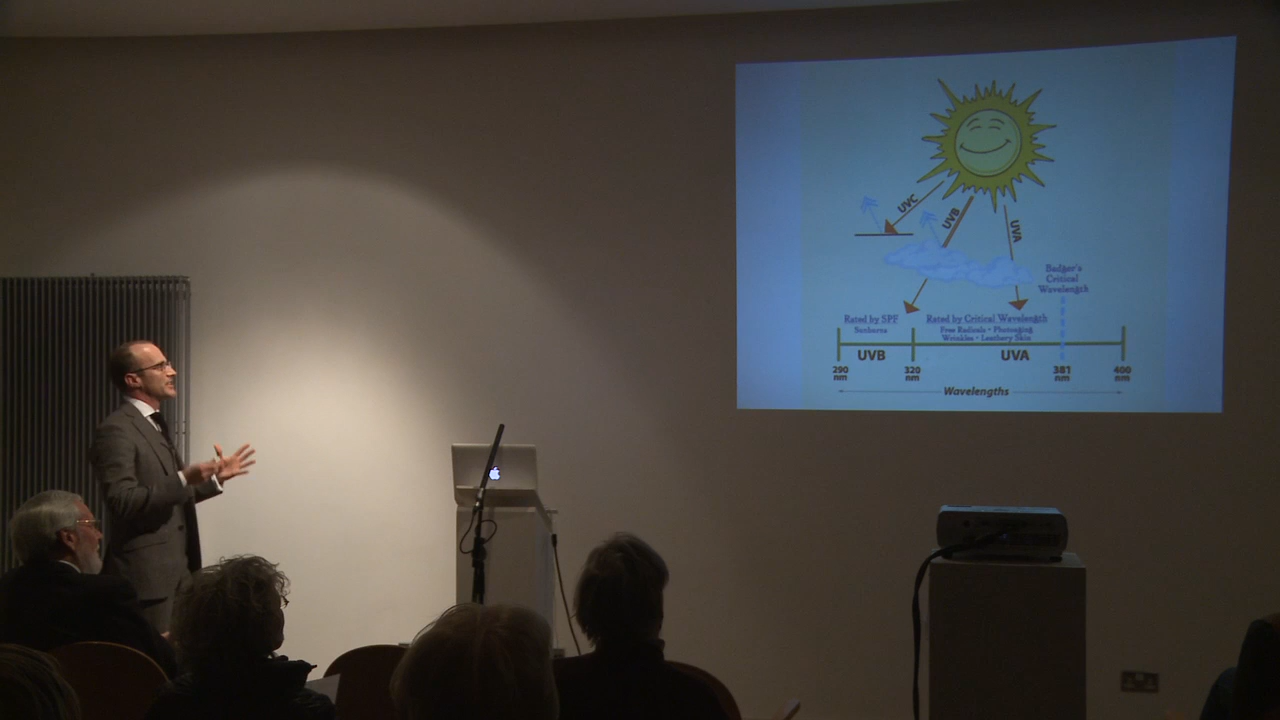 UVC
UVB
UVA
Badger's
Critical
Wavelength
Rated by SPF
Sunburns
Rated by Critical Wavelength
Free Radicals • Photoaging
Wrinkles • Leathery Skin
UVB
UVA
290
nm
320
nm
381
nm
400
nm
Wavelengths